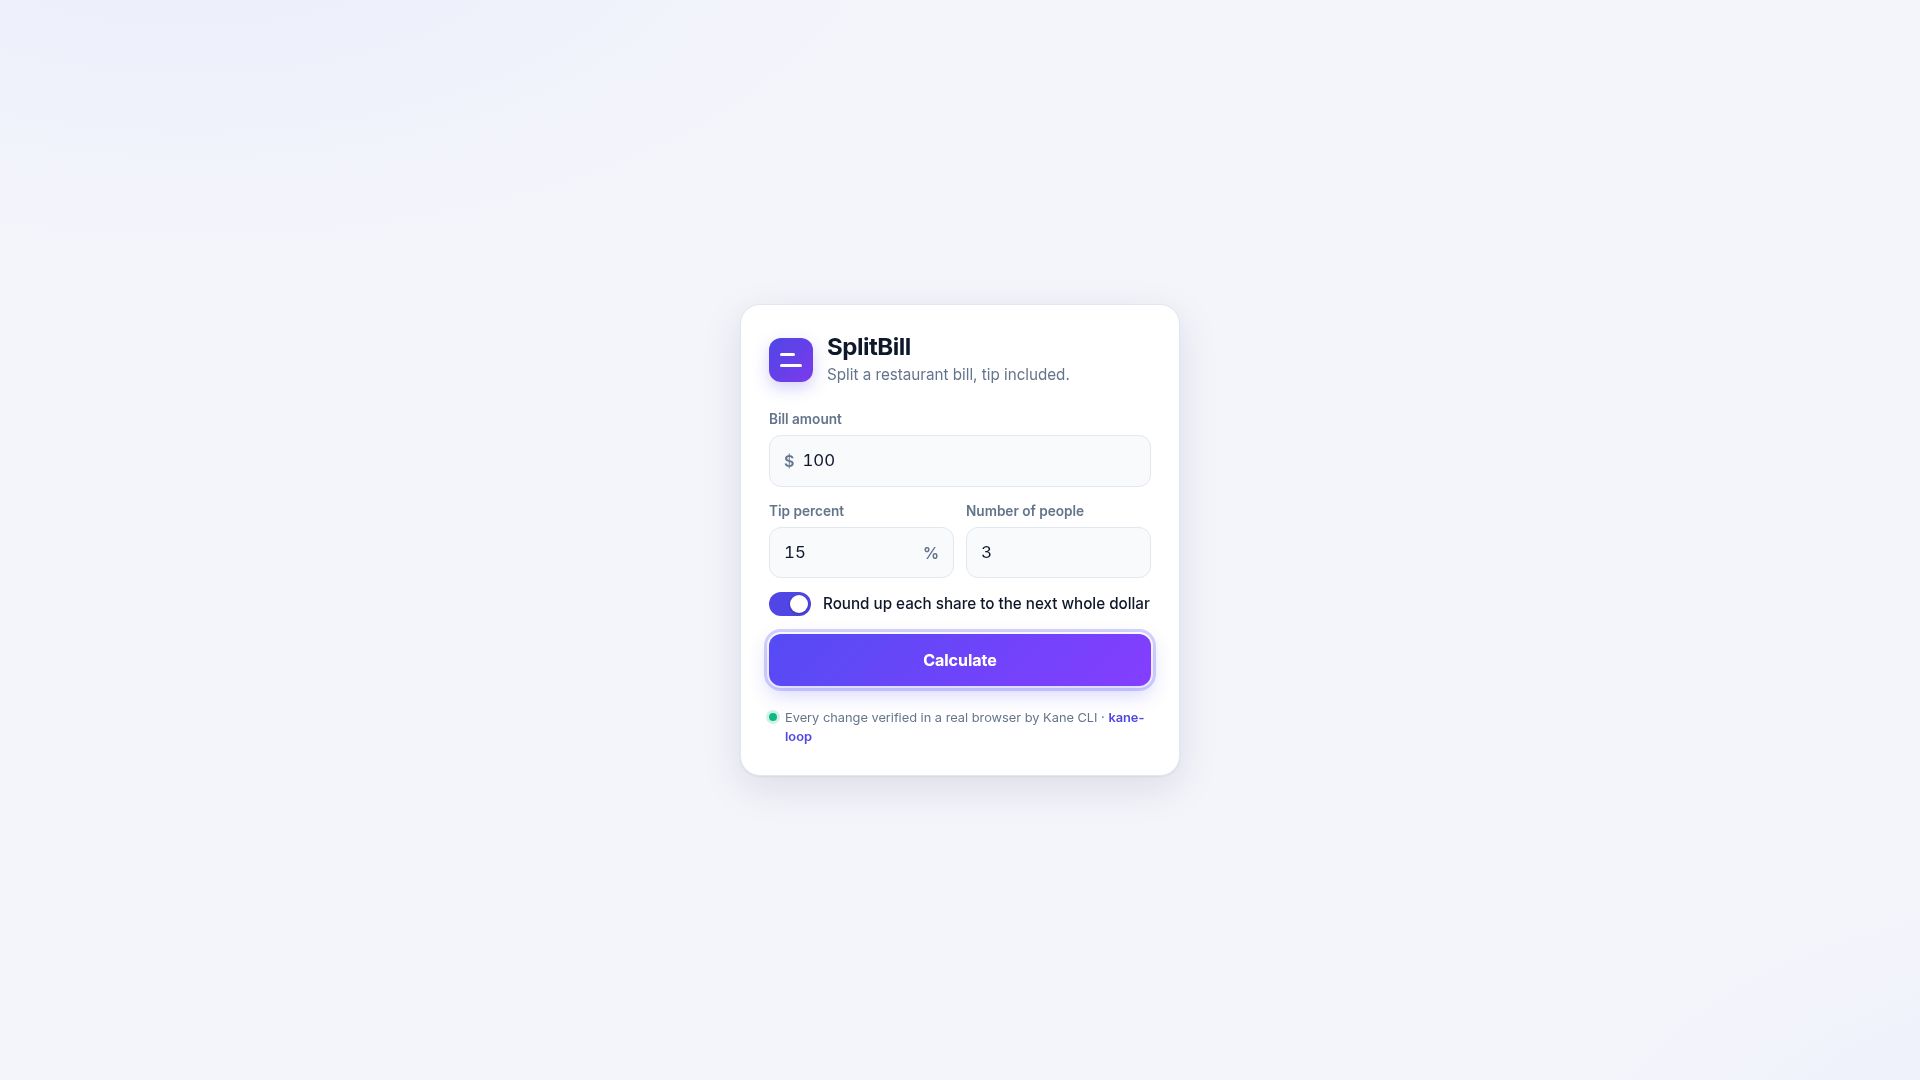 SplitBill
Split a restaurant bill, tip included.
Bill amount
$ 100
Tip percent
Number of people
15 %
3
Round up each share to the next whole dollar
Calculate
Every change verified in a real browser by Kane CLI · kane-
loop